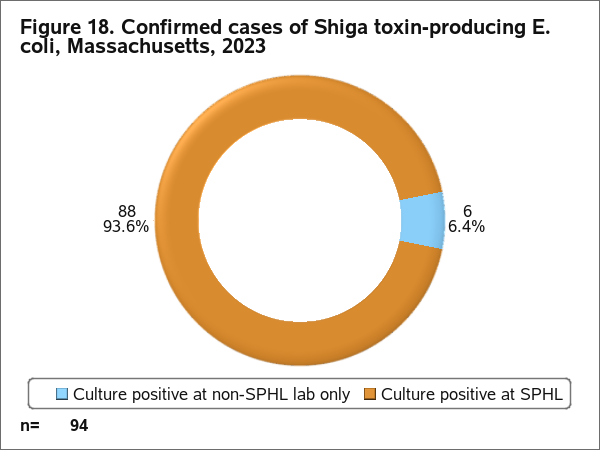 Figure 18. Confirmed cases of Shiga toxin-producing E.
coli, Massachusetts, 2023
88
93.6%
6
6.4%
Culture positive at non-SPHL lab only Culture positive at SPHL
n= 94